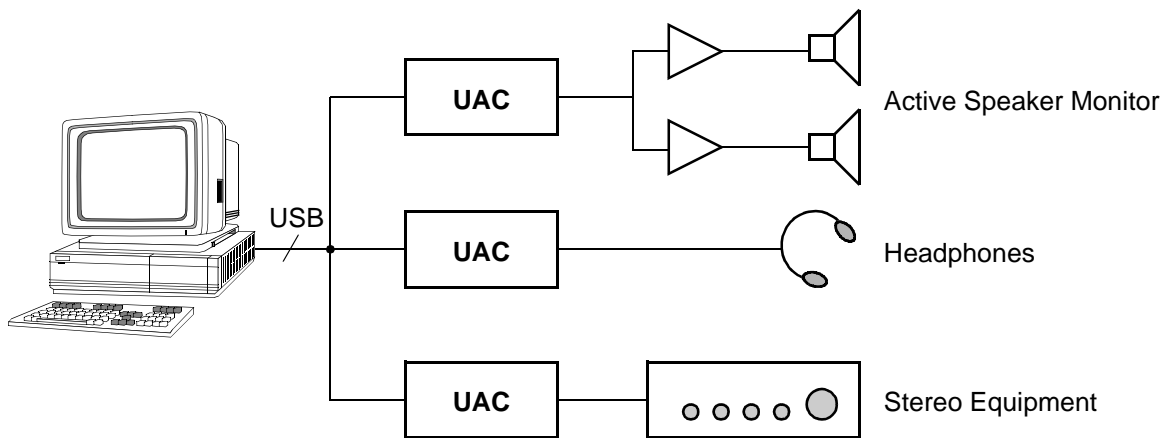 UAC
Active Speaker Monitor
USB
UAC
Headphones
UAC
Stereo Equipment